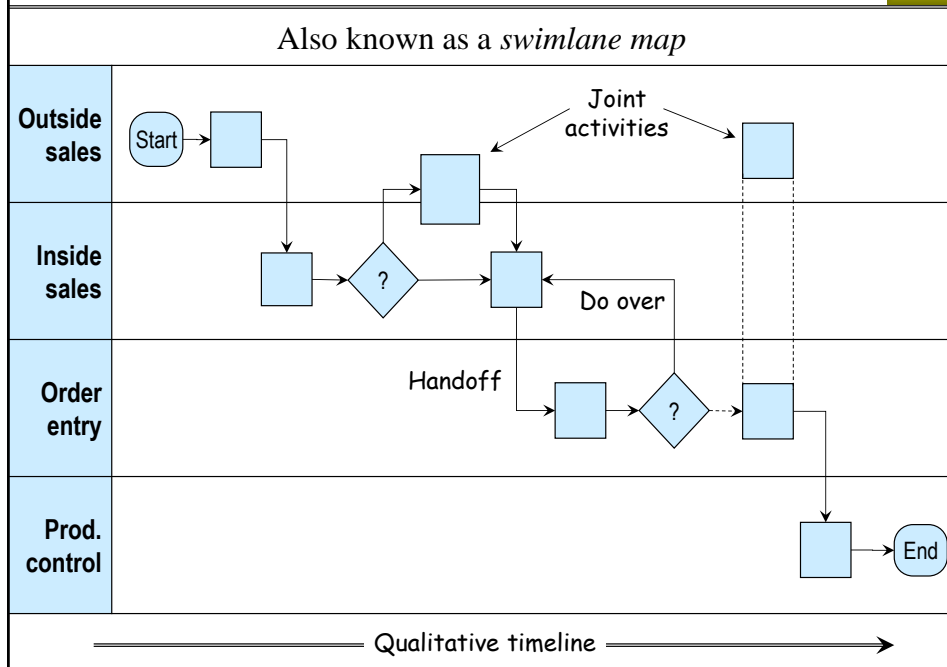 Also known as a swimlane map
Outside
sales
Start
Joint
activities
Inside
sales
?
Do over
Order
entry
Handoff
?
Prod.
control
End
Qualitative timeline